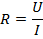 R = U/I